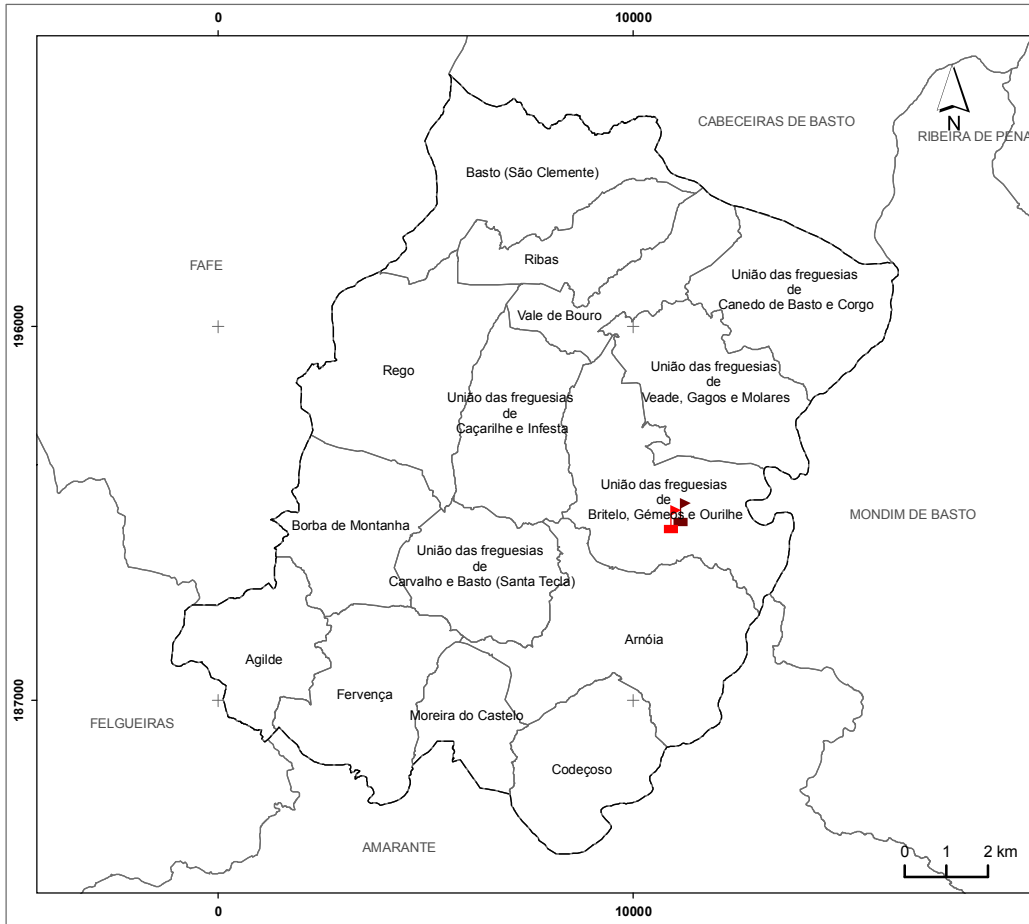 0 10000
CABECEIRAS DE BASTO
N
RIBEIRA DE PENA
Basto (São Clemente)
FAFE
Ribas
União das freguesias
de
Canedo de Basto e Corgo
196000
Vale de Bouro
Rego
União das freguesias
de
Veade, Gagos e Molares
União das freguesias
de
Caçarilhe e Infesta
União das freguesias
de
Britelo, Gémeos e Ourilhe
MONDIM DE BASTO
Borba de Montanha
União das freguesias
de
Carvalho e Basto (Santa Tecla)
Arnóia
Agilde
Fervença
187000
Moreira do Castelo
FELGUEIRAS
Codeçoso
AMARANTE
0 1 2 km
0 10000